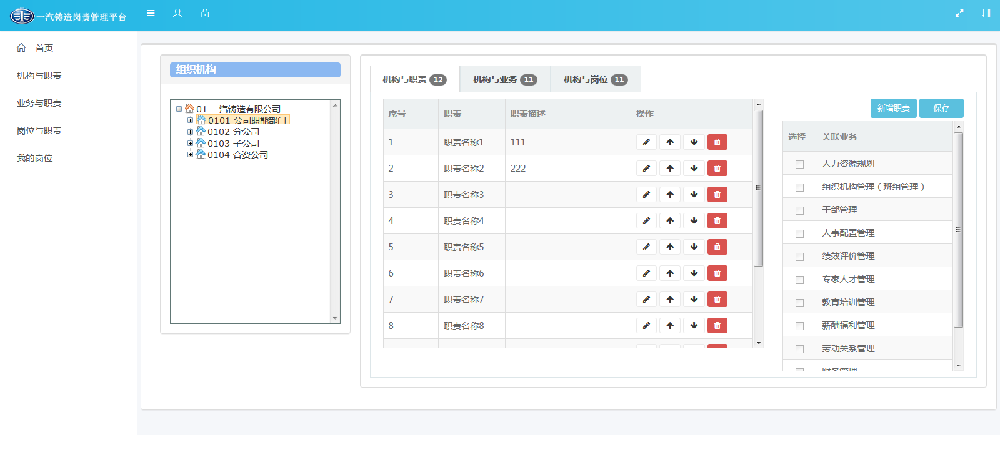 一汽铸造岗责管理平台
首页
机构与职责
业务与职责
岗位与职责
我的岗位
组织机构
01 一汽铸造有限公司
0101 公司职能部门
0102 分公司
0103 子公司
0104 合资公司
机构与职责 12 机构与业务 11 机构与岗位 11
序号 职责 职责描述 操作
1 职责名称1 111
2 职责名称2 222
3 职责名称3
4 职责名称4
5 职责名称5
6 职责名称6
7 职责名称7
8 职责名称8
新增职责 保存
选择 关联业务
人力资源规划
组织机构管理（班组管理）
干部管理
人事配置管理
绩效评价管理
专家人才管理
教育培训管理
薪酬福利管理
劳动关系管理
财务管理